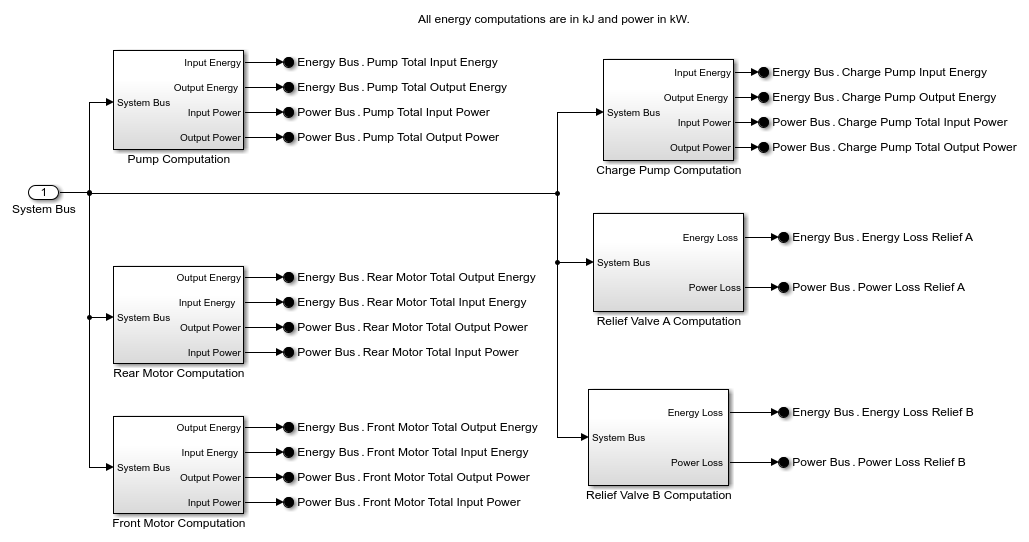 All energy computations are in kJ and power in kW.
Input Energy
Energy Bus . Pump Total Input Energy
Output Energy
Energy Bus . Pump Total Output Energy
System Bus
Input Power
Power Bus . Pump Total Input Power
Output Power
Power Bus . Pump Total Output Power
Pump Computation
1
System Bus
Output Energy
Energy Bus . Rear Motor Total Output Energy
Input Energy
Energy Bus . Rear Motor Total Input Energy
System Bus
Output Power
Power Bus . Rear Motor Total Output Power
Input Power
Power Bus . Rear Motor Total Input Power
Rear Motor Computation
Output Energy
Energy Bus . Front Motor Total Output Energy
Input Energy
Energy Bus . Front Motor Total Input Energy
System Bus
Output Power
Power Bus . Front Motor Total Output Power
Input Power
Power Bus . Front Motor Total Input Power
Front Motor Computation
Input Energy
Energy Bus . Charge Pump Input Energy
Output Energy
Energy Bus . Charge Pump Output Energy
System Bus
Input Power
Power Bus . Charge Pump Total Input Power
Output Power
Power Bus . Charge Pump Total Output Power
Charge Pump Computation
Energy Loss
Energy Bus . Energy Loss Relief A
System Bus
Power Loss
Power Bus . Power Loss Relief A
Relief Valve A Computation
Energy Loss
Energy Bus . Energy Loss Relief B
System Bus
Power Loss
Power Bus . Power Loss Relief B
Relief Valve B Computation